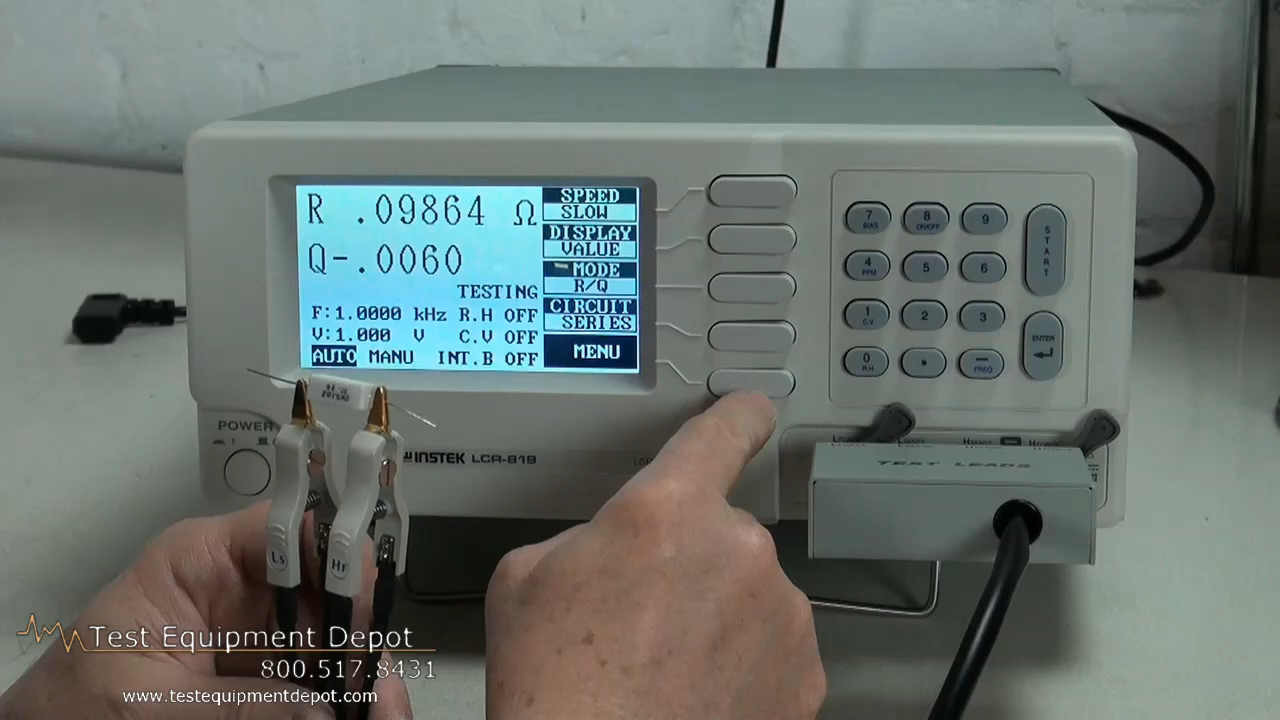 R .09864 Ω
Q-.0060
TESTING
F:1.0000 kHz R.H OFF
V:1.000 V C.V OFF
AUTO MANU INT.B OFF
SPEED
SLOW
DISPLAY
VALUE
MODE
R/Q
CIRCUIT
SERIES
MENU
7
BIAS
8
ON/OFF
9
4
PPM
5
6
1
C.V
2
3
0
R.H
•
−
FREQ
START
ENTER
POWER
INSTEK LCR-819
TEST LEADS
Ls
HF
Test Equipment Depot
800.517.8431
www.testequipmentdepot.com